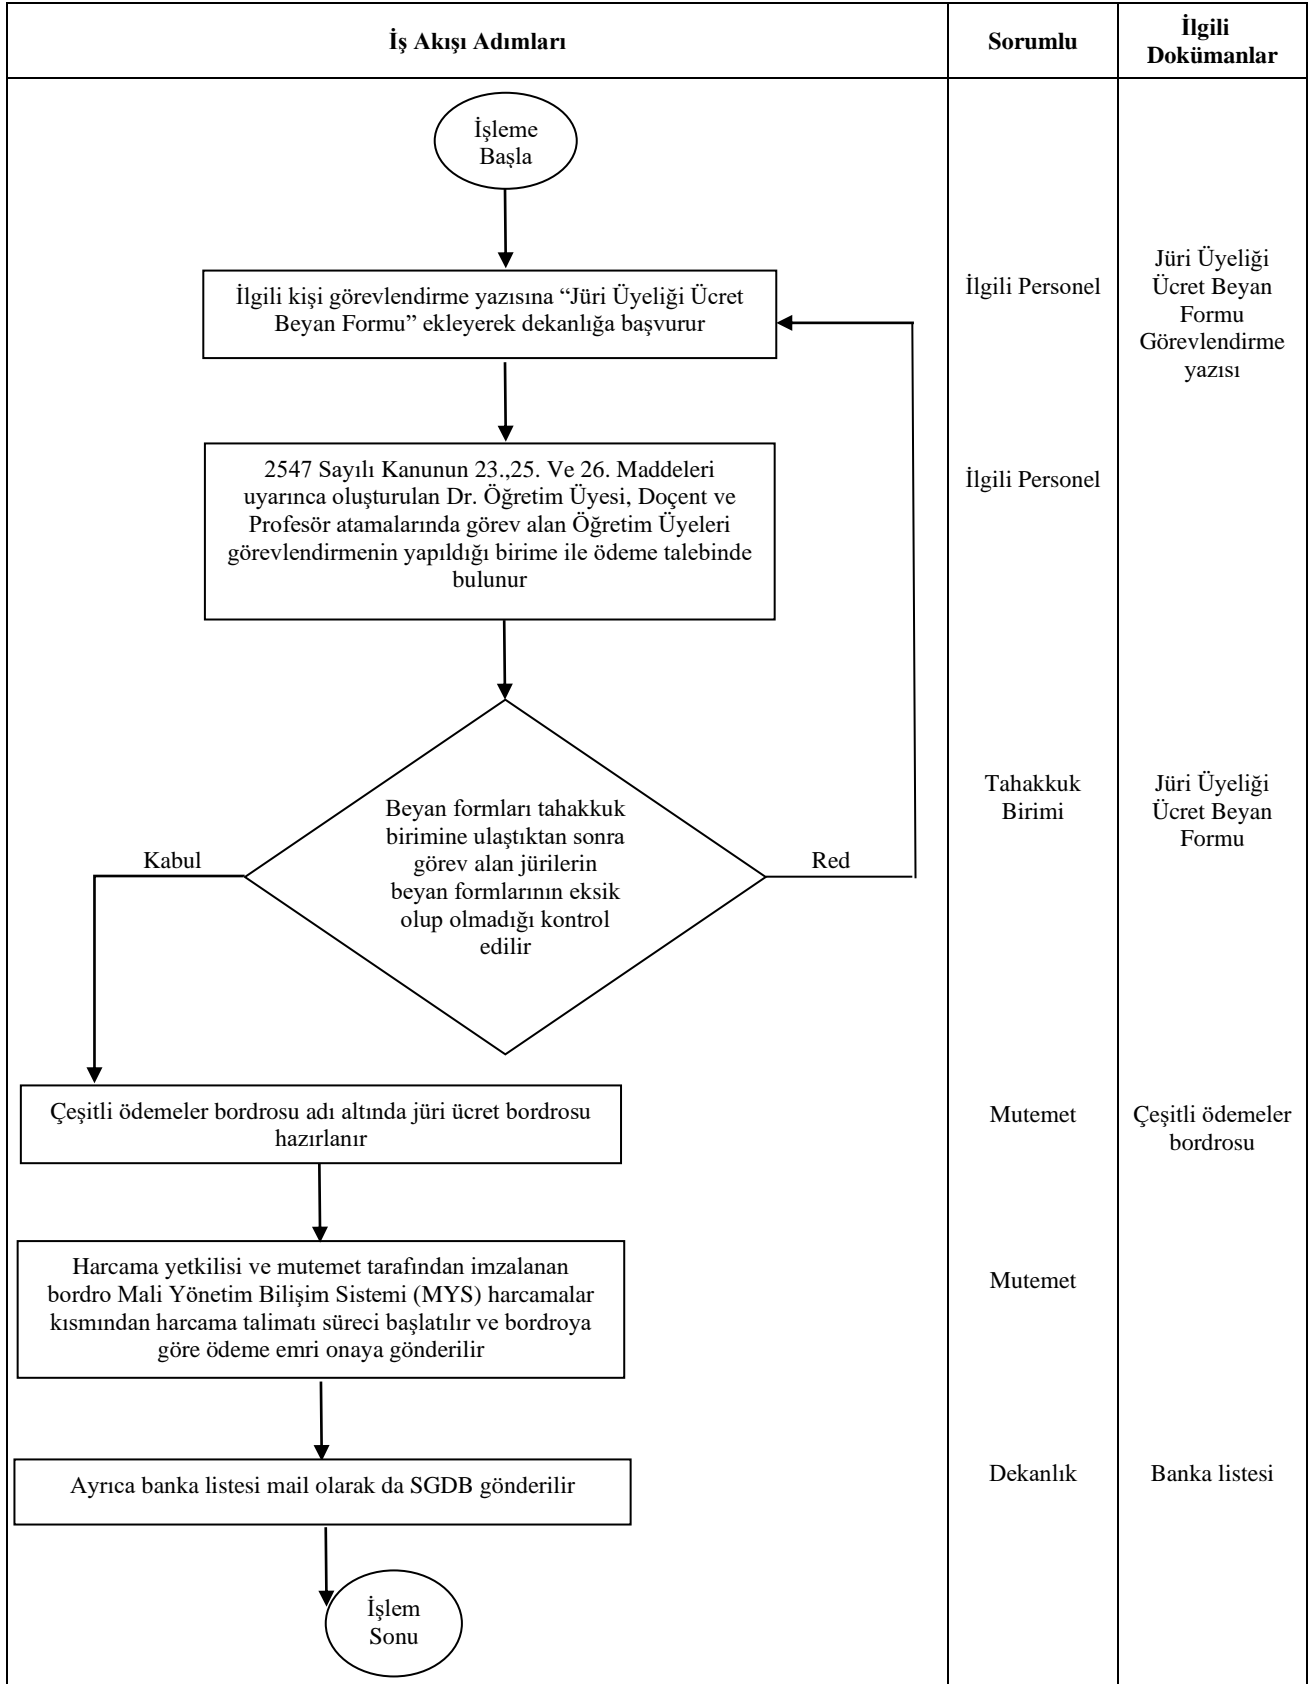 İş Akışı Adımları
Sorumlu
İlgili
Dokümanlar
İşleme
Başla
İlgili kişi görevlendirme yazısına “Jüri Üyeliği Ücret
Beyan Formu” ekleyerek dekanlığa başvurur
İlgili Personel
Jüri Üyeliği
Ücret Beyan
Formu
Görevlendirme
yazısı
2547 Sayılı Kanunun 23.,25. Ve 26. Maddeleri
uyarınca oluşturulan Dr. Öğretim Üyesi, Doçent ve
Profesör atamalarında görev alan Öğretim Üyeleri
görevlendirmenin yapıldığı birime ile ödeme talebinde
bulunur
İlgili Personel
Beyan formları tahakkuk
birimine ulaştıktan sonra
görev alan jürilerin
beyan formlarının eksik
olup olmadığı kontrol
edilir
Kabul
Red
Tahakkuk
Birimi
Jüri Üyeliği
Ücret Beyan
Formu
Çeşitli ödemeler bordrosu adı altında jüri ücret bordrosu
hazırlanır
Mutemet
Çeşitli ödemeler
bordrosu
Harcama yetkilisi ve mutemet tarafından imzalanan
bordro Mali Yönetim Bilişim Sistemi (MYS) harcamalar
kısmından harcama talimatı süreci başlatılır ve bordroya
göre ödeme emri onaya gönderilir
Mutemet
Ayrıca banka listesi mail olarak da SGDB gönderilir
Dekanlık
Banka listesi
İşlem
Sonu